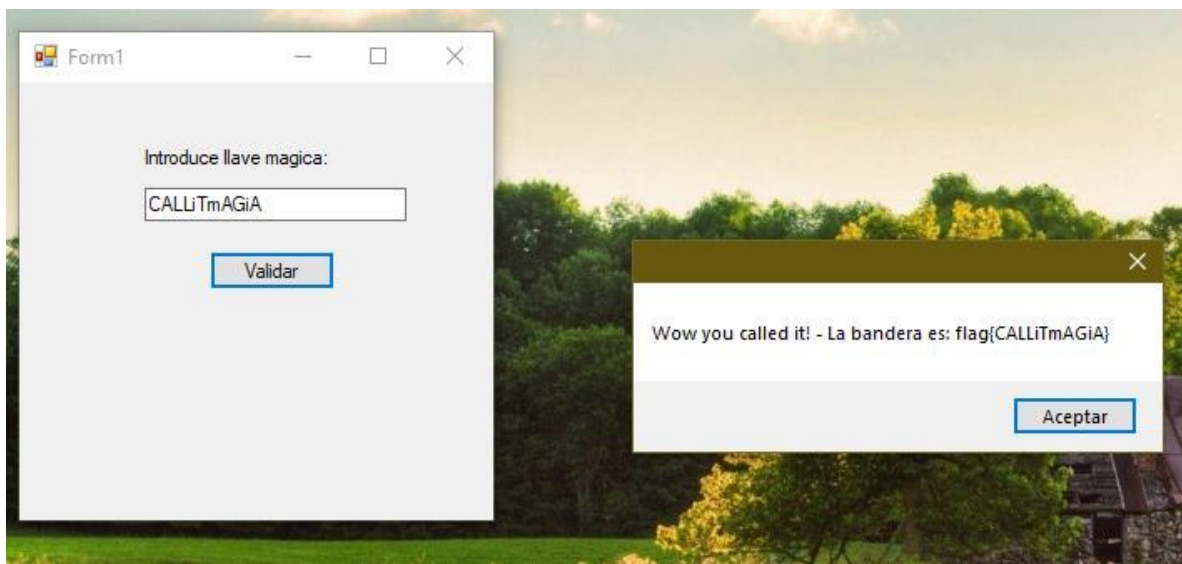 Form1
Introduce llave magica:
CALLiTmAGiA
Validar
Wow you called it! - La bandera es: flag{CALLiTmAGiA}
Aceptar